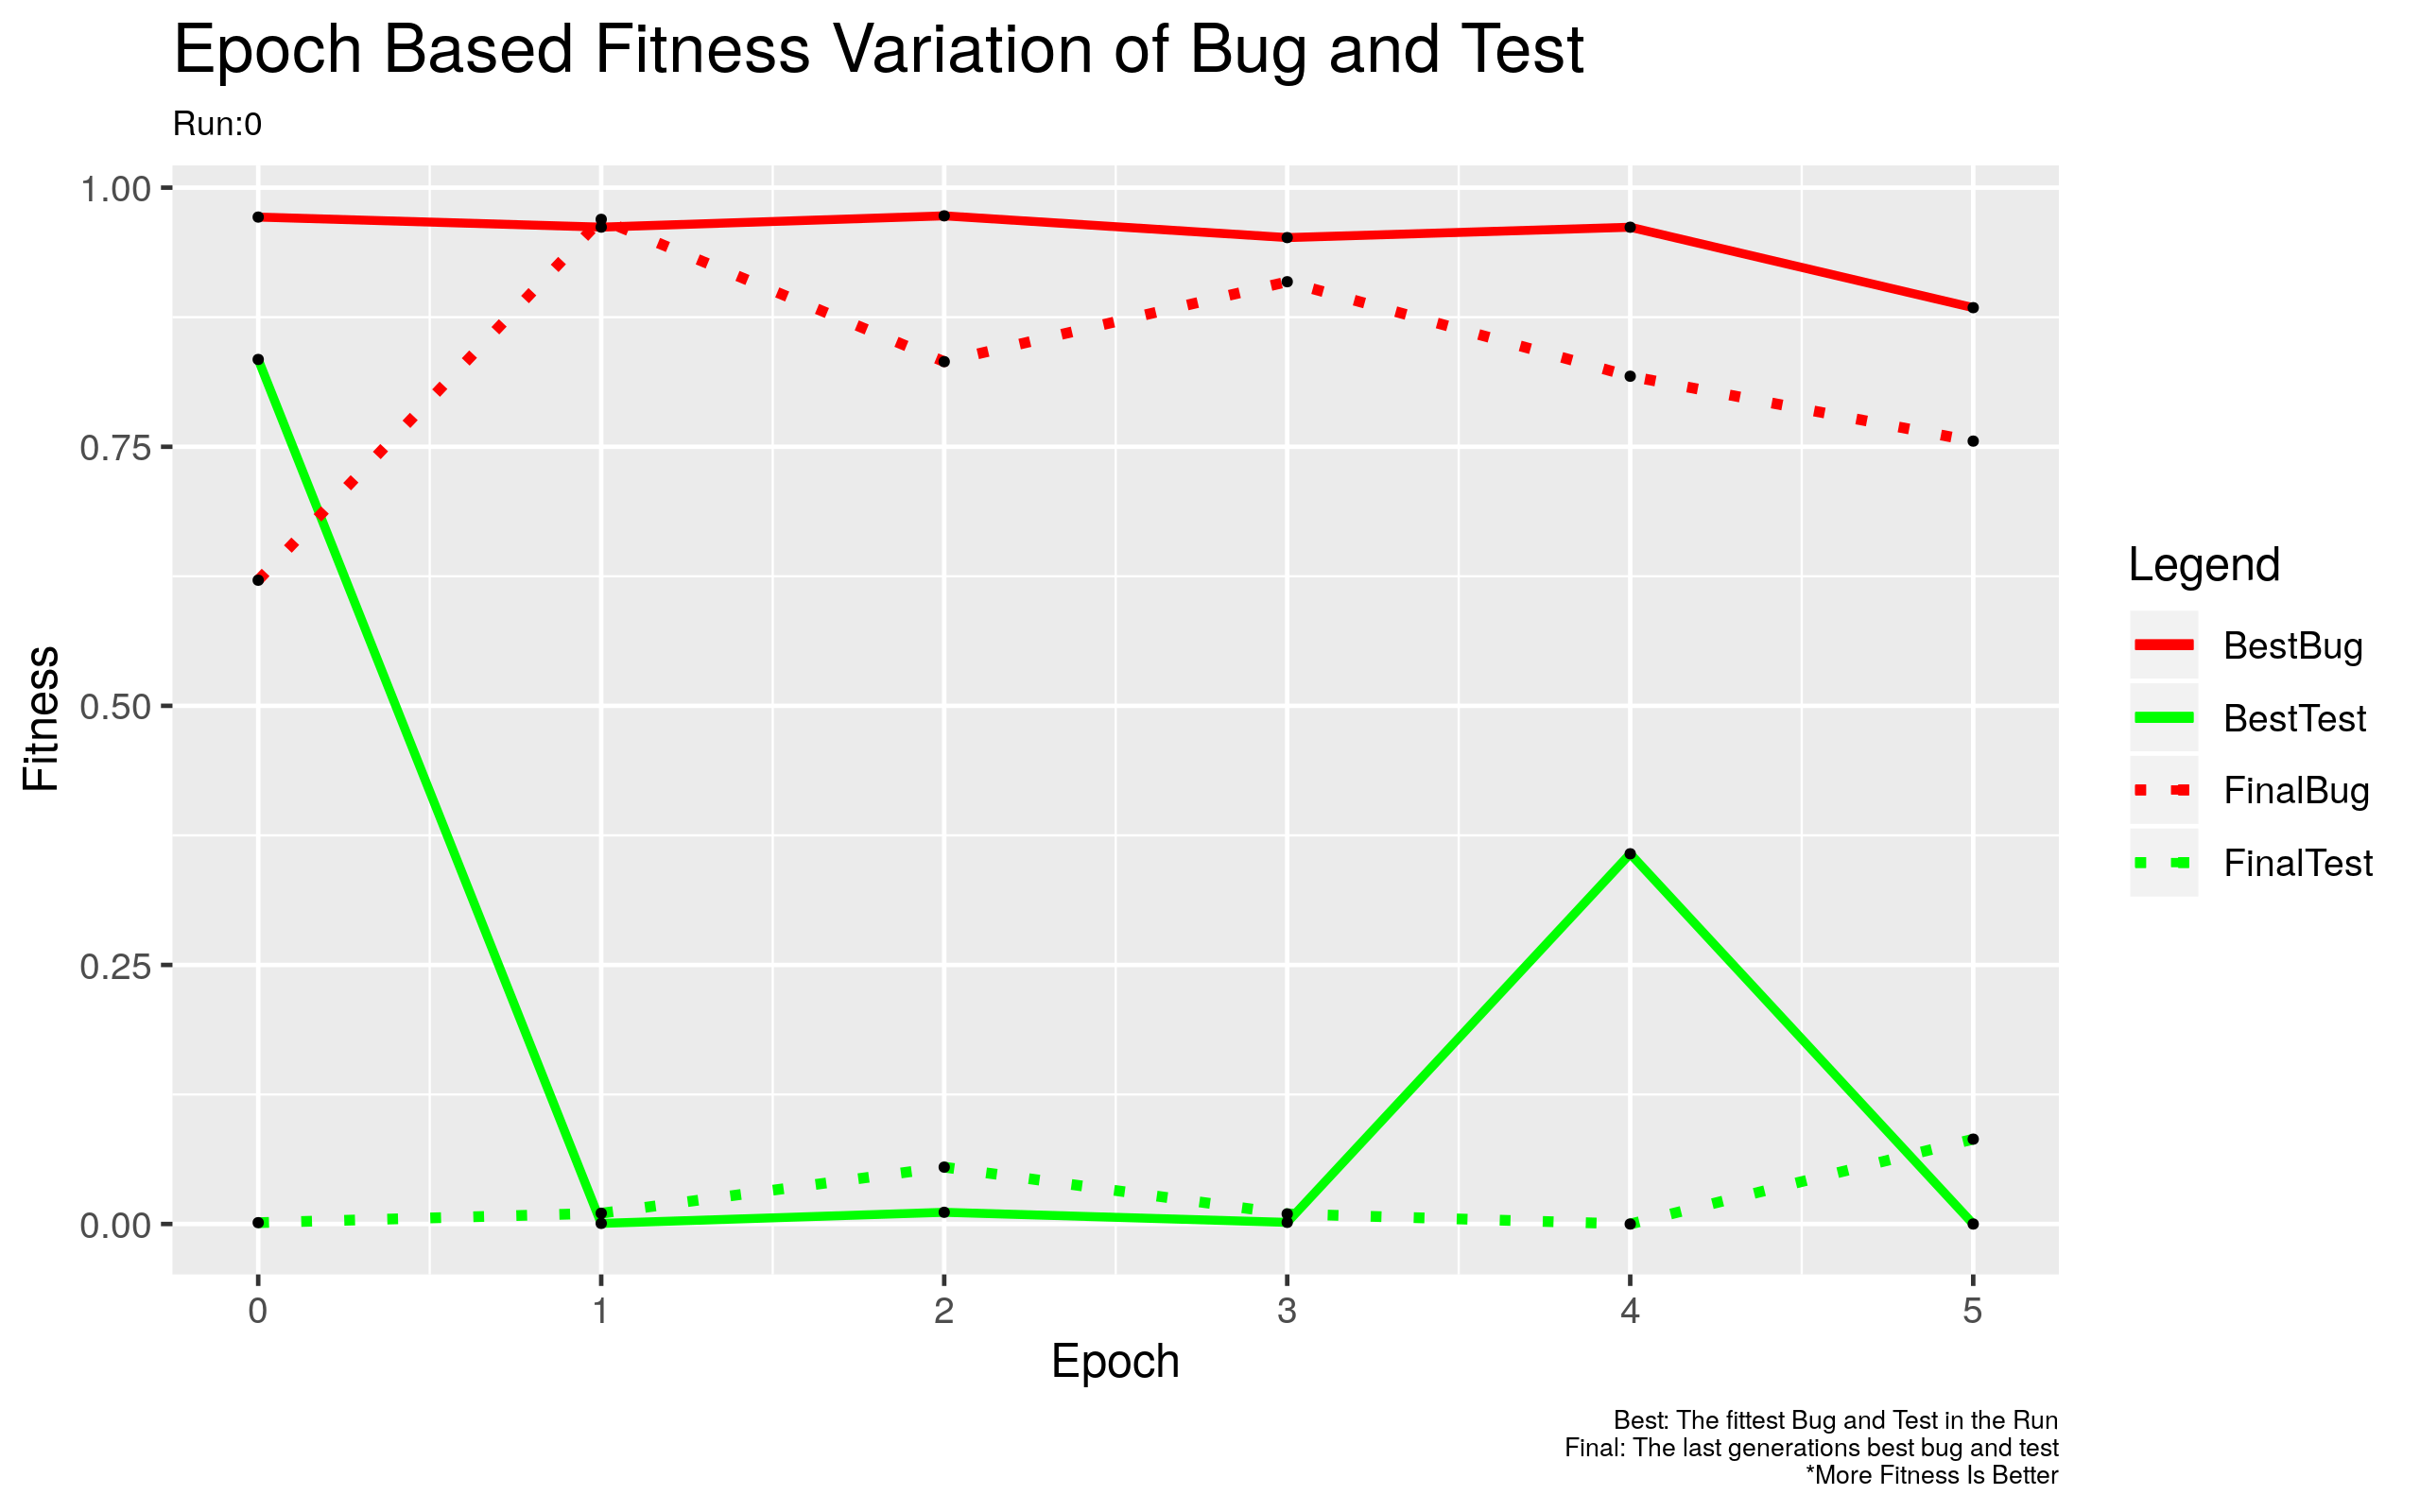 Epoch Based Fitness Variation of Bug and Test
Run:0
1.00
0.75
0.50
0.25
0.00
Fitness
0 1 2 3 4 5
Epoch
Legend
BestBug
BestTest
FinalBug
FinalTest
Best: The fittest Bug and Test in the Run
Final: The last generations best bug and test
*More Fitness Is Better